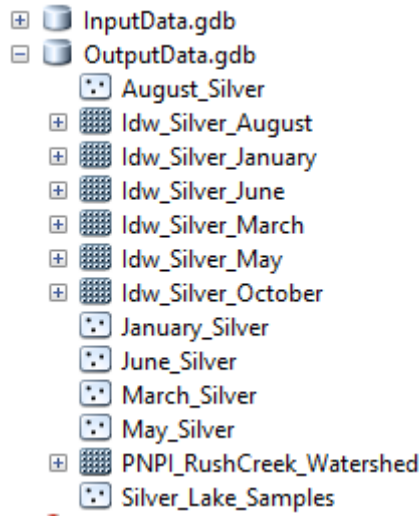 InputData.gdb
OutputData.gdb
August_Silver
Idw_Silver_August
Idw_Silver_January
Idw_Silver_June
Idw_Silver_March
Idw_Silver_May
Idw_Silver_October
January_Silver
June_Silver
March_Silver
May_Silver
PNPI_RushCreek_Watershed
Silver_Lake_Samples